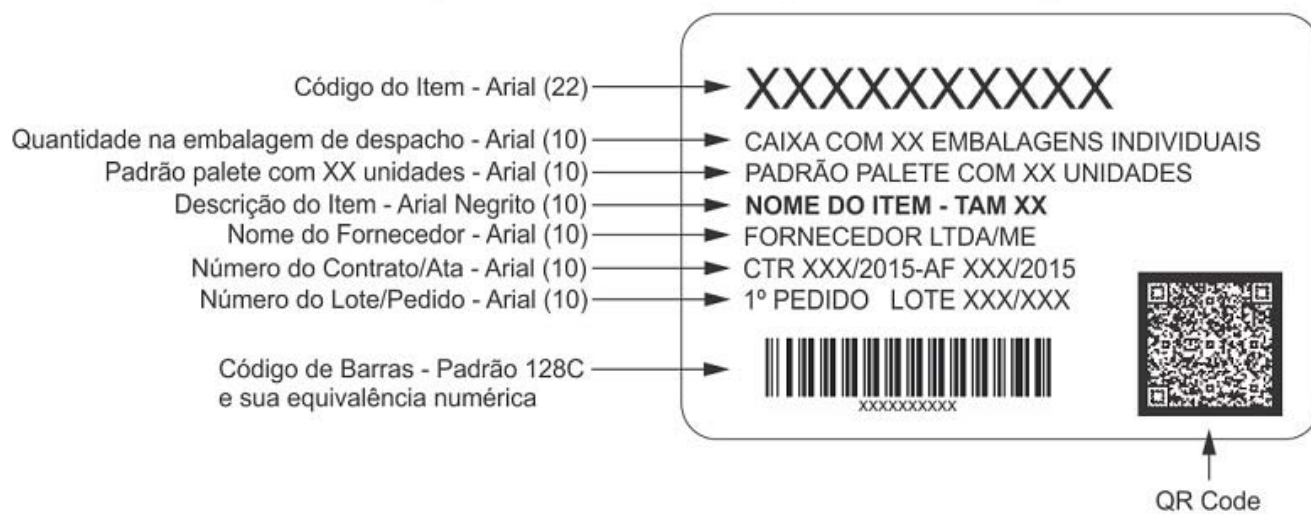 Código do Item - Arial (22)
XXXXXXXXXX
Quantidade na embalagem de despacho - Arial (10)
CAIXA COM XX EMBALAGENS INDIVIDUAIS
Padrão palete com XX unidades - Arial (10)
PADRÃO PALETE COM XX UNIDADES
Descrição do Item - Arial Negrito (10)
NOME DO ITEM - TAM XX
Nome do Fornecedor - Arial (10)
FORNECEDOR LTDA/ME
Número do Contrato/Ata - Arial (10)
CTR XXX/2015-AF XXX/2015
Número do Lote/Pedido - Arial (10)
1º PEDIDO LOTE XXX/XXX
Código de Barras - Padrão 128C
e sua equivalência numérica
XXXXXXXXXX
QR Code